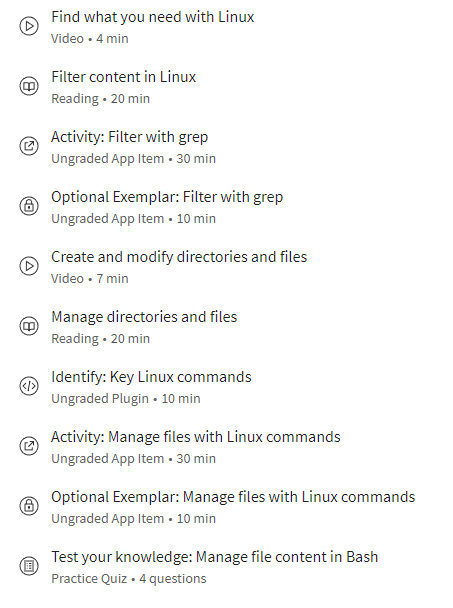 Find what you need with Linux
Video • 4 min
Filter content in Linux
Reading • 20 min
Activity: Filter with grep
Ungraded App Item • 30 min
Optional Exemplar: Filter with grep
Ungraded App Item • 10 min
Create and modify directories and files
Video • 7 min
Manage directories and files
Reading • 20 min
Identify: Key Linux commands
Ungraded Plugin • 10 min
Activity: Manage files with Linux commands
Ungraded App Item • 30 min
Optional Exemplar: Manage files with Linux commands
Ungraded App Item • 10 min
Test your knowledge: Manage file content in Bash
Practice Quiz • 4 questions